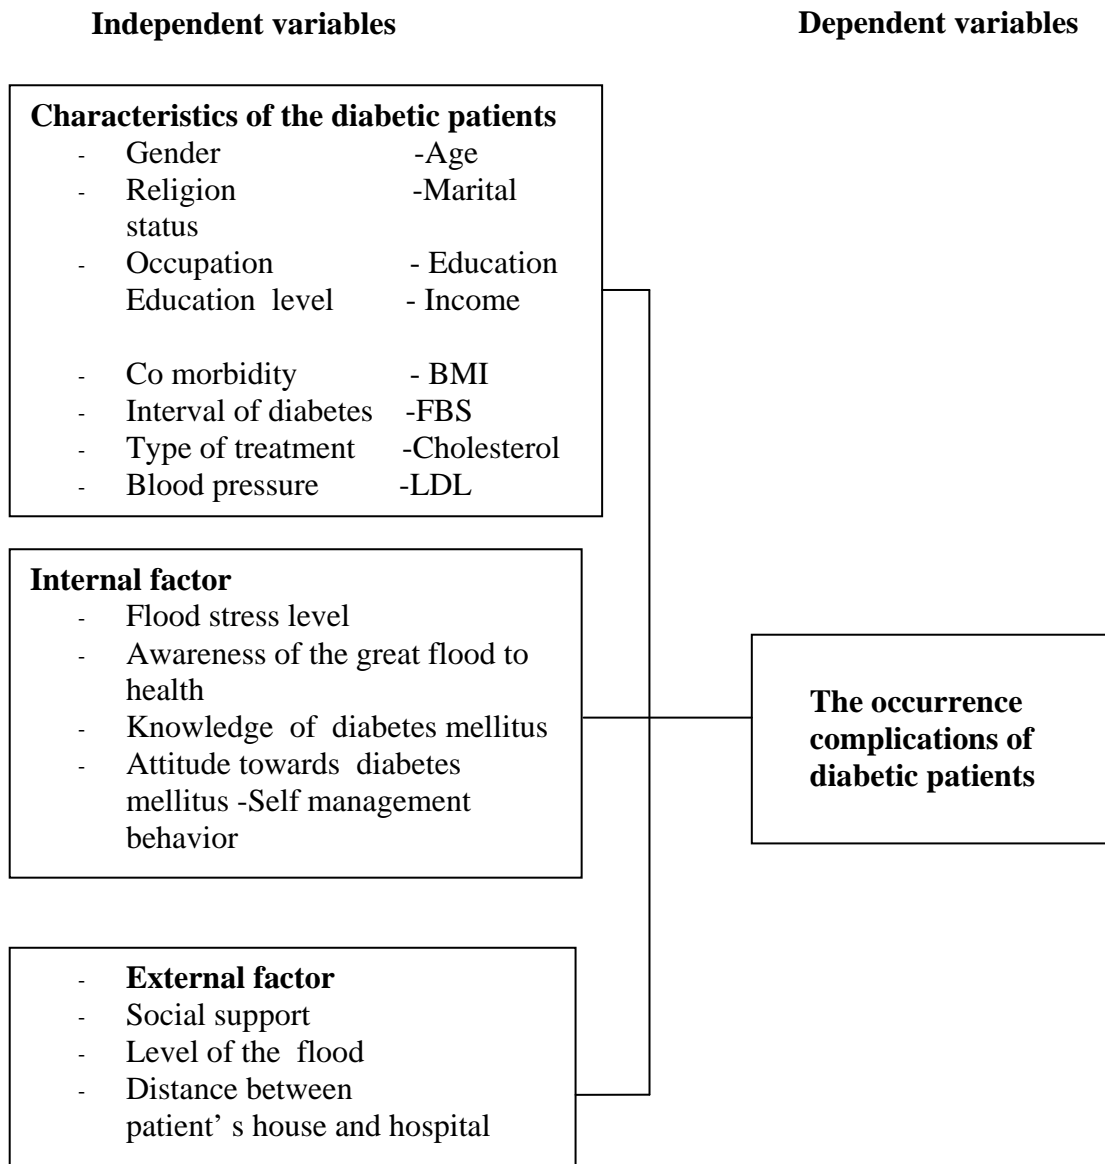 Independent variables Dependent variables
Characteristics of the diabetic patients
- Gender -Age
- Religion -Marital
status
- Occupation - Education
Education level - Income
- Co morbidity - BMI
- Interval of diabetes -FBS
- Type of treatment -Cholesterol
- Blood pressure -LDL
Internal factor
- Flood stress level
- Awareness of the great flood to
health
- Knowledge of diabetes mellitus
- Attitude towards diabetes
mellitus -Self management
behavior
The occurrence
complications of
diabetic patients
- External factor
- Social support
- Level of the flood
- Distance between
patient’ s house and hospital